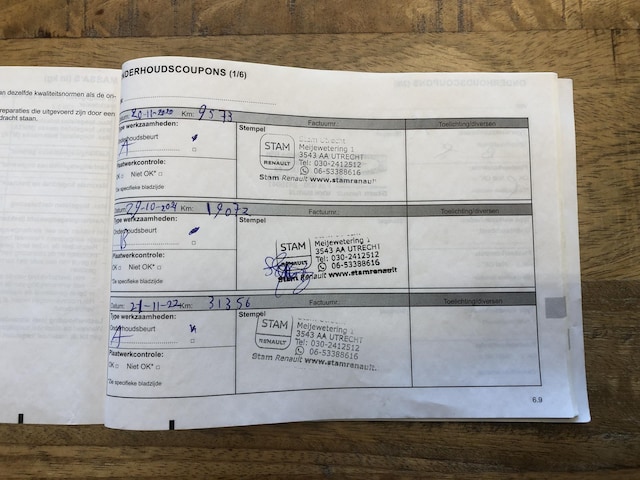 an dezelfde kwaliteitsnormen als de on-
eparaties die uitgevoerd zijn door een
dracht staan.
NDERHOUDSCOUPONS (1/6)
Datum: 20-11-2020 Km: 9573 Factuurnr.: Toelichting/diversen
Type werkzaamheden:
Onderhoudsbeurt
A
Plaatwerkcontrole:
OK Niet OK*
*Zie specifieke bladzijde
Stempel
STAM
RENAULT
Stam Utrecht
Meijewetering 1
3543 AA UTRECHT
Tel: 030-2412512
06-53388616
Stam Renault www.stamrenault
Datum: 29-10-2021 Km: 19072 Factuurnr.: Toelichting/diversen
Type werkzaamheden:
Onderhoudsbeurt
B
Plaatwerkcontrole:
OK Niet OK*
*Zie specifieke bladzijde
Stempel
STAM
Meijewetering 1
3543 AA UTRECHT
Tel: 030-2412512
06-53388616
Stam Renault www.stamrenault
Datum: 21-11-22 Km: 31356 Factuurnr.: Toelichting/diversen
Type werkzaamheden:
Onderhoudsbeurt
A
Plaatwerkcontrole:
OK Niet OK*
*Zie specifieke bladzijde
Stempel
STAM
RENAULT
Meijewetering 1
3543 AA UTRECHT
Tel: 030-2412512
06-53388616
Stam Renault www.stamrenault.
6.9